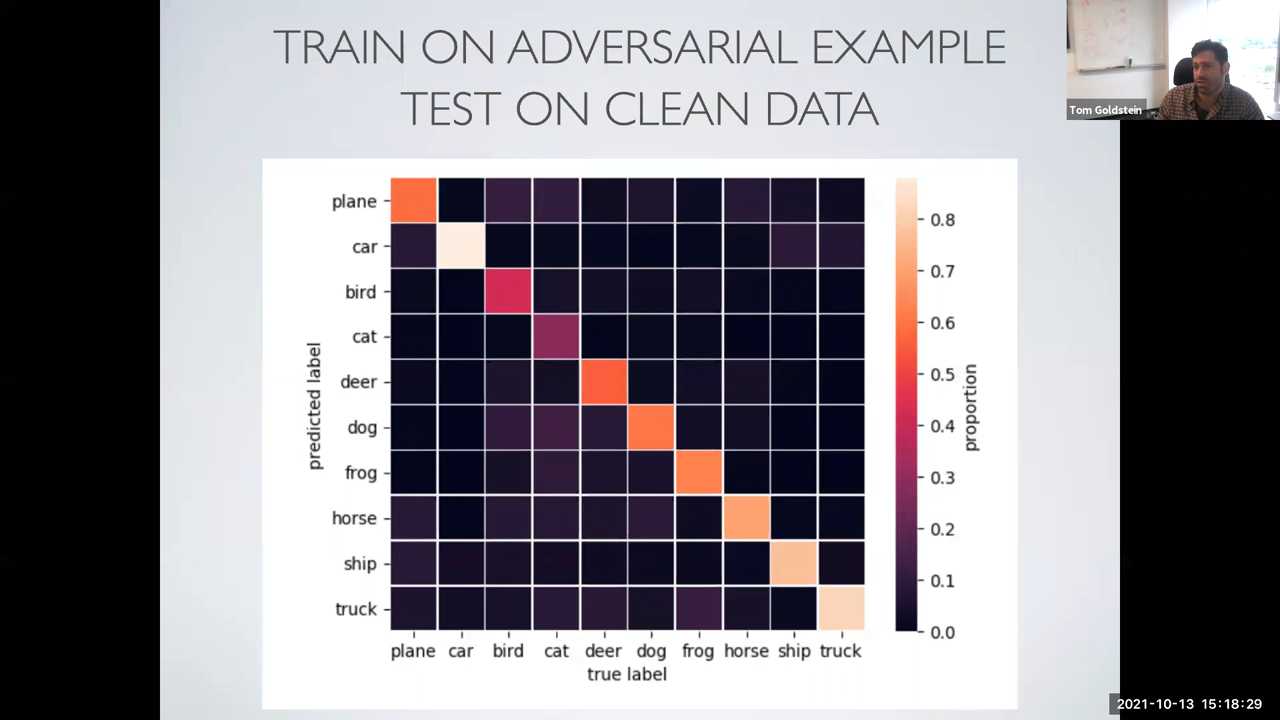 TRAIN ON ADVERSARIAL EXAMPLE
TEST ON CLEAN DATA
Tom Goldstein
predicted label
plane
car
bird
cat
deer
dog
frog
horse
ship
truck
plane car bird cat deer dog frog horse ship truck
true label
0.8
0.7
0.6
0.5
0.4
0.3
0.2
0.1
0.0
proportion
2021-10-13 15:18:29